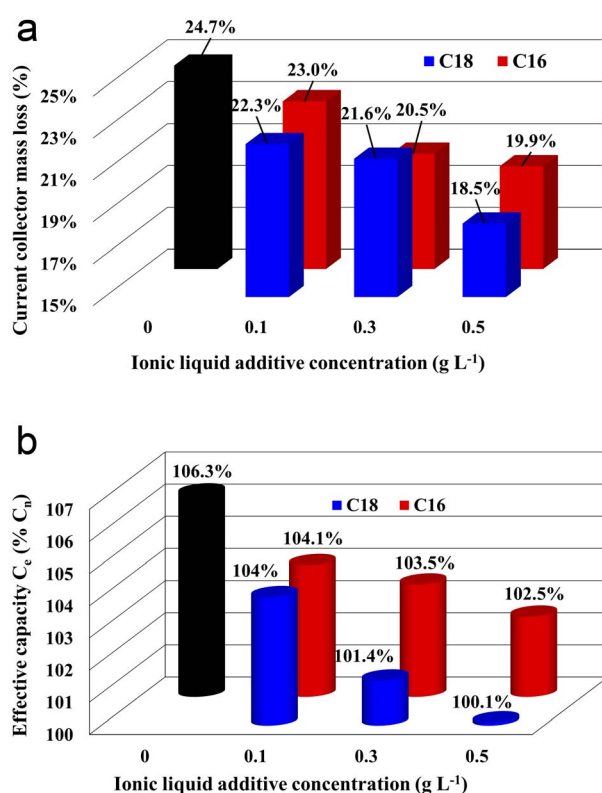 a
24.7%
C18 C16
25% 23.0%
22.3% 21.6% 20.5%
23% 19.9%
21% 18.5%
19%
17%
15%
Current collector mass loss (%)
0 0.1 0.3 0.5
Ionic liquid additive concentration (g L⁻¹)
b
106.3%
C18 C16
107
106 104.1% 103.5%
105 104% 102.5%
104
103 101.4%
102 100.1%
101
100
Effective capacity Cₑ (% Cₙ)
0 0.1 0.3 0.5
Ionic liquid additive concentration (g L⁻¹)